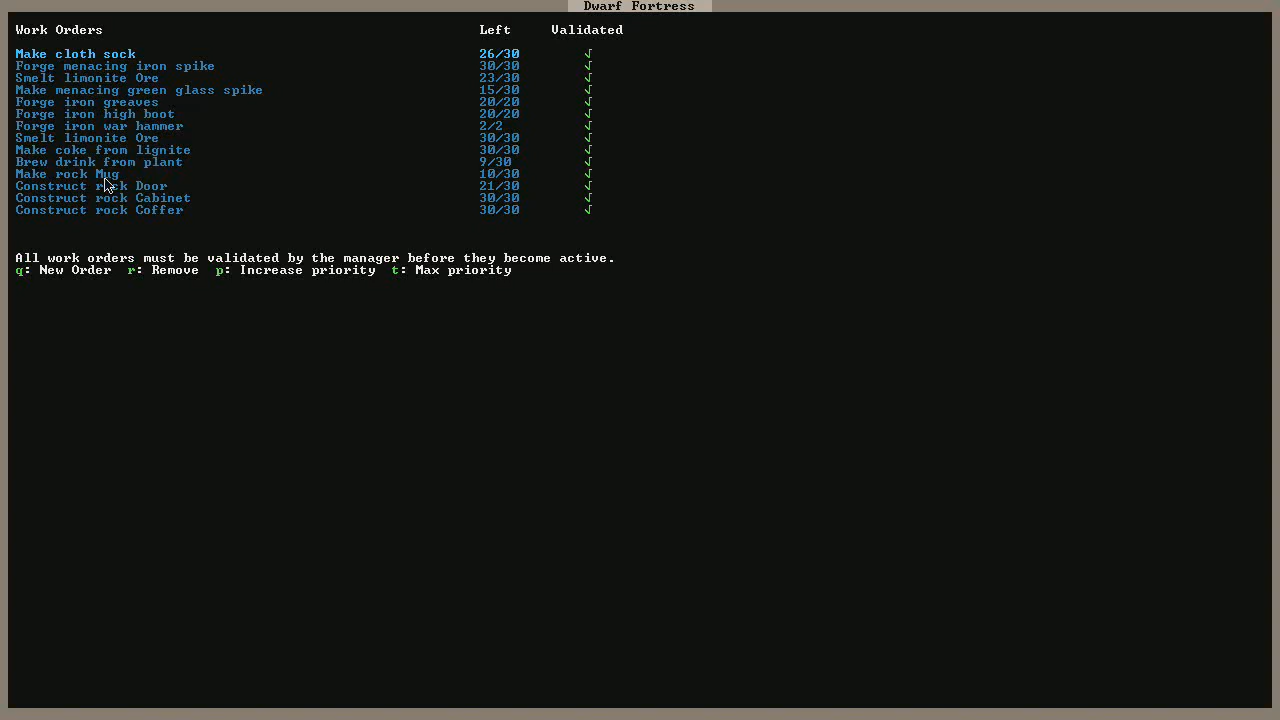 Dwarf Fortress
Work Orders Left Validated
Make cloth sock 26/30 √
Forge menacing iron spike 30/30 √
Smelt limonite Ore 23/30 √
Make menacing green glass spike 15/30 √
Forge iron greaves 20/20 √
Forge iron high boot 20/20 √
Forge iron war hammer 2/2 √
Smelt limonite Ore 30/30 √
Make coke from lignite 30/30 √
Brew drink from plant 9/30 √
Make rock Mug 10/30 √
Construct rock Door 21/30 √
Construct rock Cabinet 30/30 √
Construct rock Coffer 30/30 √
All work orders must be validated by the manager before they become active.
q: New Order r: Remove p: Increase priority t: Max priority